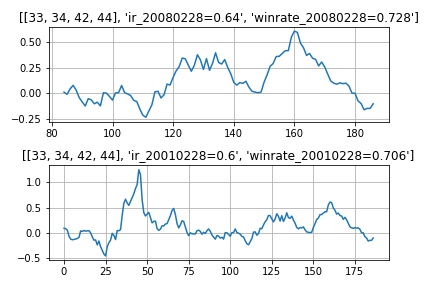 [[33, 34, 42, 44], 'ir_20080228=0.64', 'winrate_20080228=0.728']
0.50
0.25
0.00
−0.25
80 100 120 140 160 180
[[33, 34, 42, 44], 'ir_20010228=0.6', 'winrate_20010228=0.706']
1.0
0.5
0.0
−0.5
0 25 50 75 100 125 150 175